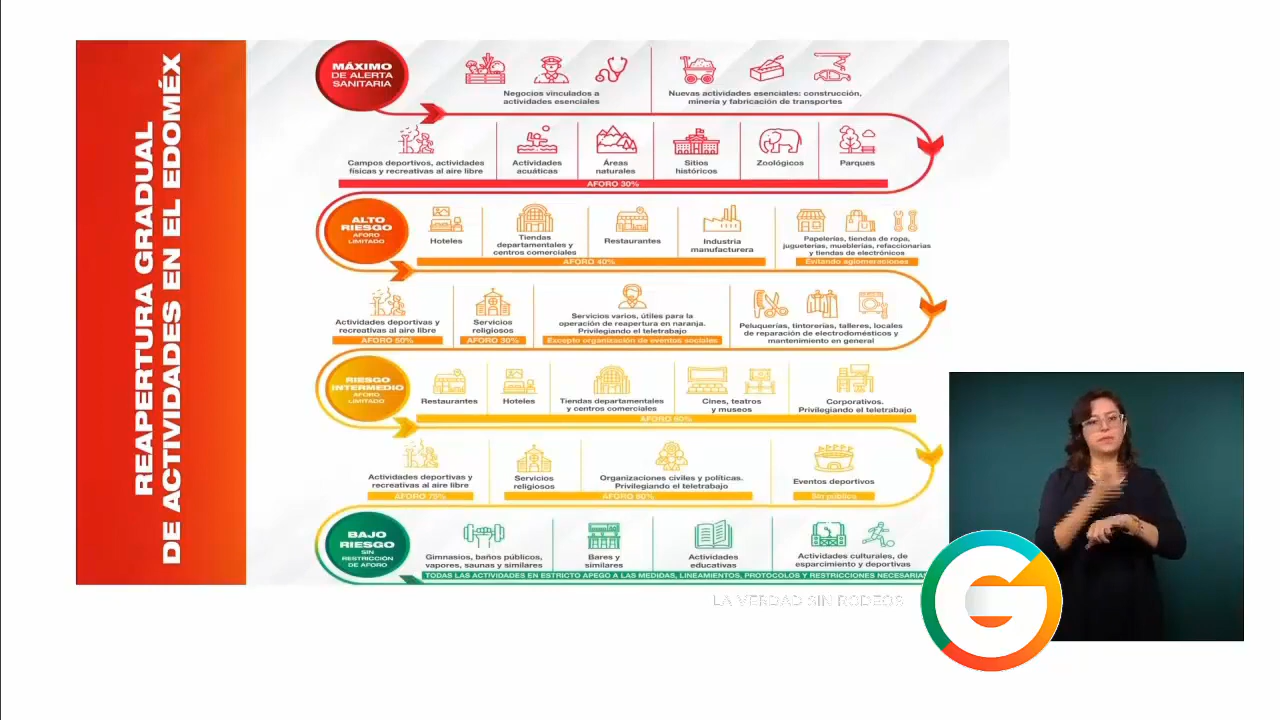 REAPERTURA GRADUAL
DE ACTIVIDADES EN EL EDOMÉX
MÁXIMO
DE ALERTA
SANITARIA
Negocios vinculados a
actividades esenciales
Nuevas actividades esenciales: construcción,
minería y fabricación de transportes
Campos deportivos, actividades
físicas y recreativas al aire libre
Actividades
acuáticas
Áreas
naturales
Sitios
históricos
Zoológicos
Parques
AFORO 30%
ALTO
RIESGO
AFORO
LIMITADO
Hoteles
Tiendas
departamentales y
centros comerciales
Restaurantes
Industria
manufacturera
AFORO 40%
Papelerías, tiendas de ropa,
jugueterías, mueblerías, refaccionarias
y tiendas de electrónicos
Evitando aglomeraciones
Actividades deportivas y
recreativas al aire libre
AFORO 50%
Servicios
religiosos
AFORO 30%
Servicios varios, útiles para la
operación de reapertura en naranja.
Privilegiando el teletrabajo
Excepto organización de eventos sociales
Peluquerías, tintorerías, talleres, locales
de reparación de electrodomésticos y
mantenimiento en general
RIESGO
INTERMEDIO
AFORO
LIMITADO
Restaurantes
Hoteles
Tiendas departamentales
y centros comerciales
Cines, teatros
y museos
Corporativos.
Privilegiando el teletrabajo
Actividades deportivas y
recreativas al aire libre
AFORO 75%
Servicios
religiosos
Organizaciones civiles y políticas.
Privilegiando el teletrabajo
Eventos deportivos
Sin público
BAJO
RIESGO
SIN
RESTRICCIÓN
DE AFORO
Gimnasios, baños públicos,
vapores, saunas y similares
Bares y
similares
Actividades
educativas
Actividades culturales, de
esparcimiento y deportivas
TODAS LAS ACTIVIDADES EN ESTRICTO APEGO A LAS MEDIDAS, LINEAMIENTOS, PROTOCOLOS Y RESTRICCIONES NECESARIA
LA VERDAD SIN RODEOS
G